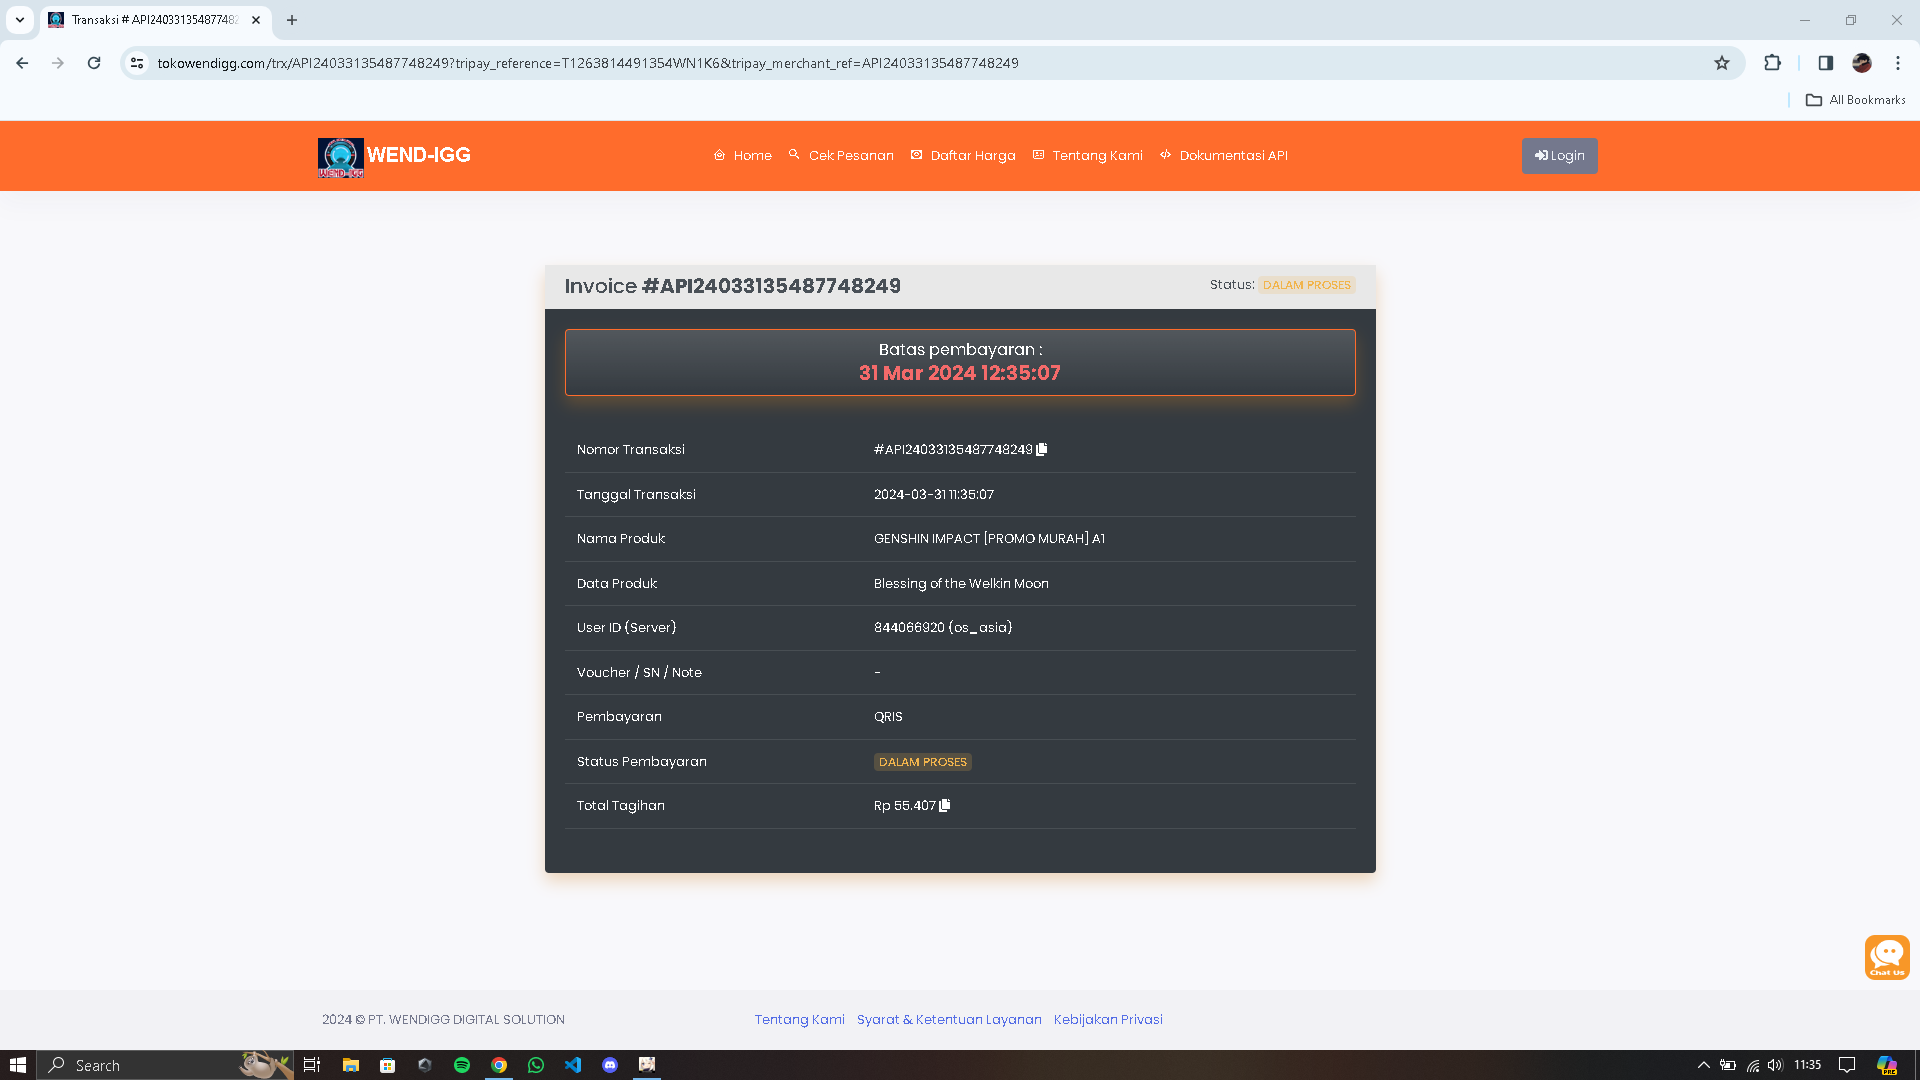 Transaksi # API24033135487748
tokowendigg.com/trx/API24033135487748249?tripay_reference=T1263814491354WN1K6&tripay_merchant_ref=API24033135487748249
All Bookmarks
WEND-IGG
Home
Cek Pesanan
Daftar Harga
Tentang Kami
Dokumentasi API
Login
Invoice #API24033135487748249
Status: DALAM PROSES
Batas pembayaran :
31 Mar 2024 12:35:07
Nomor Transaksi #API24033135487748249
Tanggal Transaksi 2024-03-31 11:35:07
Nama Produk GENSHIN IMPACT [PROMO MURAH] A1
Data Produk Blessing of the Welkin Moon
User ID (Server) 844066920 (os_asia)
Voucher / SN / Note -
Pembayaran QRIS
Status Pembayaran DALAM PROSES
Total Tagihan Rp 55.407
Chat Us
2024 © PT. WENDIGG DIGITAL SOLUTION
Tentang Kami Syarat & Ketentuan Layanan Kebijakan Privasi
Search
11:35